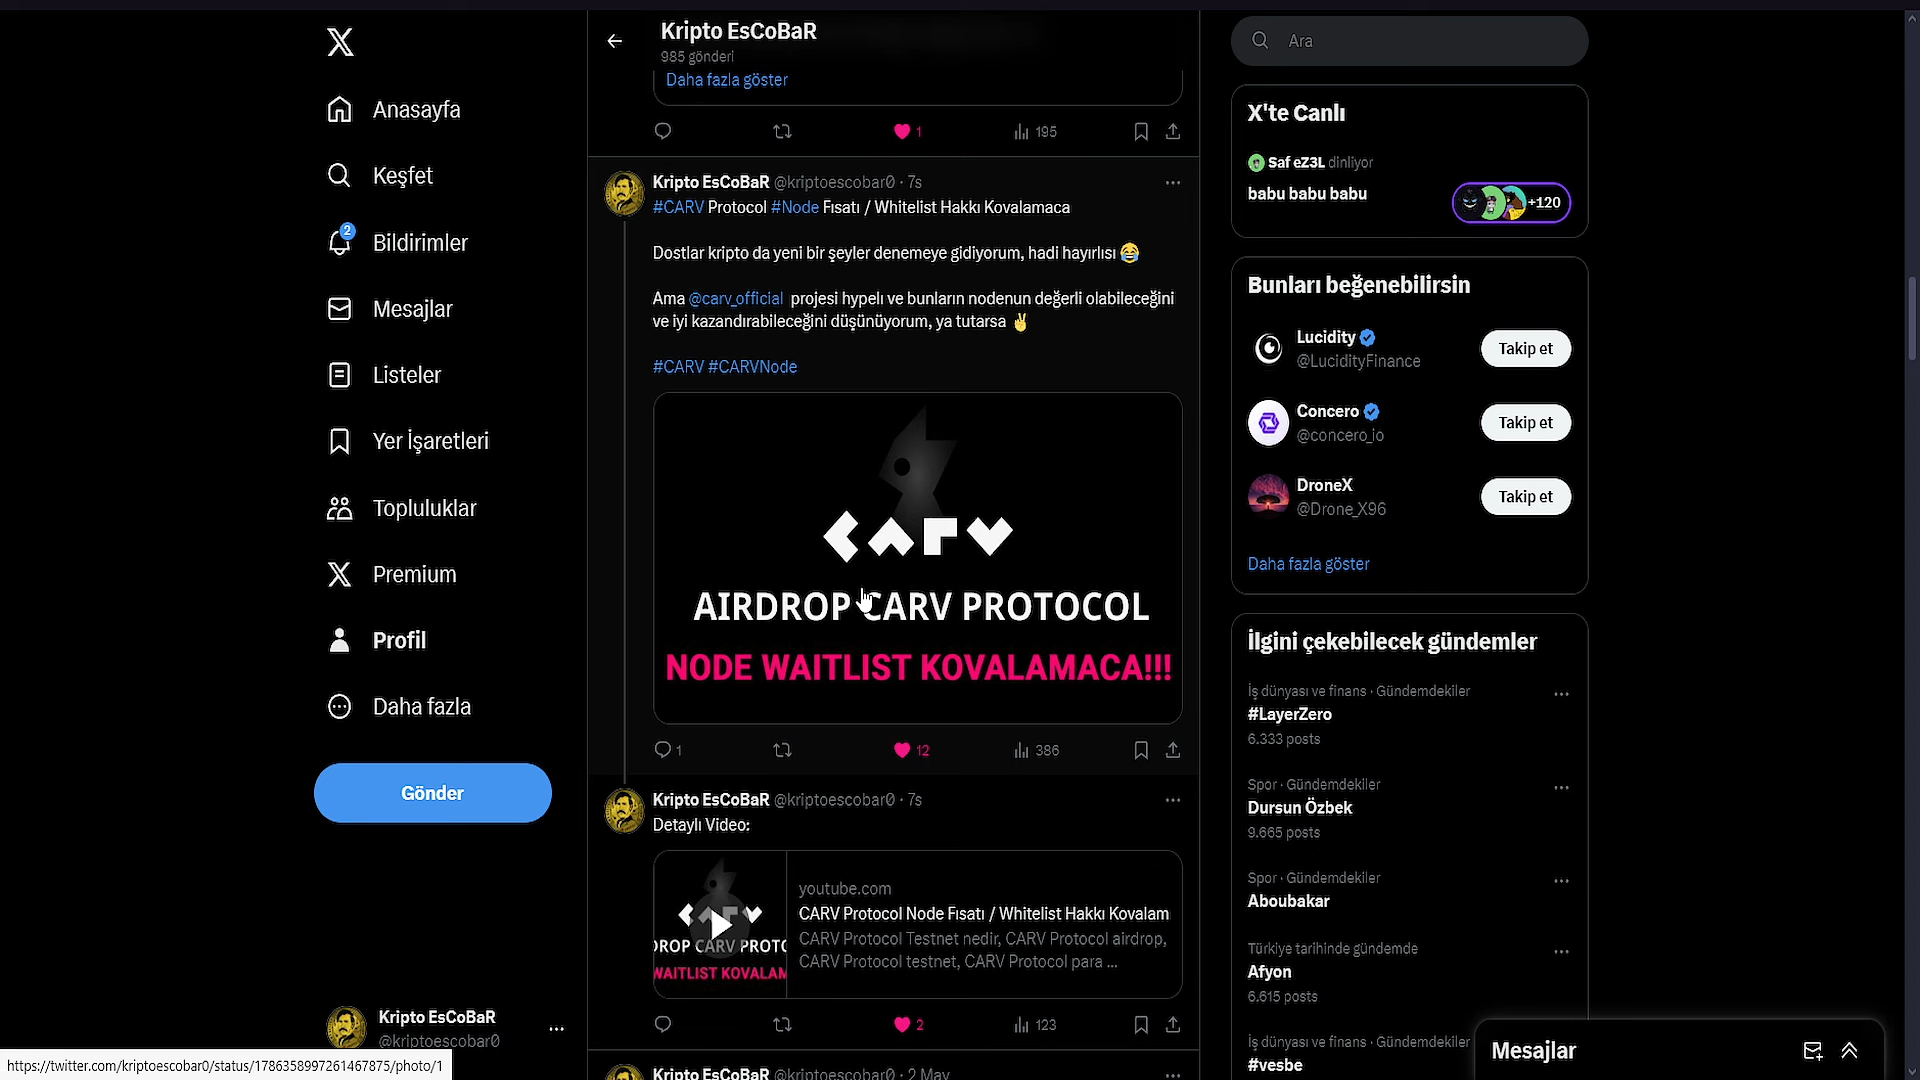 Anasayfa
Keşfet
2
Bildirimler
Mesajlar
Listeler
Yer İşaretleri
Topluluklar
Premium
Profil
Daha fazla
Gönder
Kripto EsCoBaR
@kriptoescobar0
https://twitter.com/kriptoescobar0/status/1786358997261467875/photo/1
Kripto EsCoBaR
985 gönderi
Daha fazla göster
1
195
Kripto EsCoBaR @kriptoescobar0 · 7s
#CARV Protocol #Node Fısatı / Whitelist Hakkı Kovalamaca
Dostlar kripto da yeni bir şeyler denemeye gidiyorum, hadi hayırlısı 😂
Ama @carv_official projesi hypelı ve bunların nodenun değerli olabileceğini
ve iyi kazandırabileceğini düşünüyorum, ya tutarsa ✌
#CARV #CARVNode
CARV
AIRDROP CARV PROTOCOL
NODE WAITLIST KOVALAMACA!!!
1
12
386
Kripto EsCoBaR @kriptoescobar0 · 7s
Detaylı Video:
CARV
DROP CARV PROTO
WAITLIST KOVALAM
youtube.com
CARV Protocol Node Fısatı / Whitelist Hakkı Kovalam
CARV Protocol Testnet nedir, CARV Protocol airdrop,
CARV Protocol testnet, CARV Protocol para ...
2
123
Kripto EsCoBaR @kriptoescobar0 · 2 May
Ara
X'te Canlı
Saf eZ3L dinliyor
babu babu babu
+120
Bunları beğenebilirsin
Lucidity
@LucidityFinance
Takip et
Concero
@concero_io
Takip et
DroneX
@Drone_X96
Takip et
Daha fazla göster
İlgini çekebilecek gündemler
İş dünyası ve finans · Gündemdekiler
#LayerZero
6.333 posts
Spor · Gündemdekiler
Dursun Özbek
9.665 posts
Spor · Gündemdekiler
Aboubakar
Türkiye tarihinde gündemde
Afyon
6.615 posts
İş dünyası ve finans · Gündemdekiler
#vesbe
Mesajlar